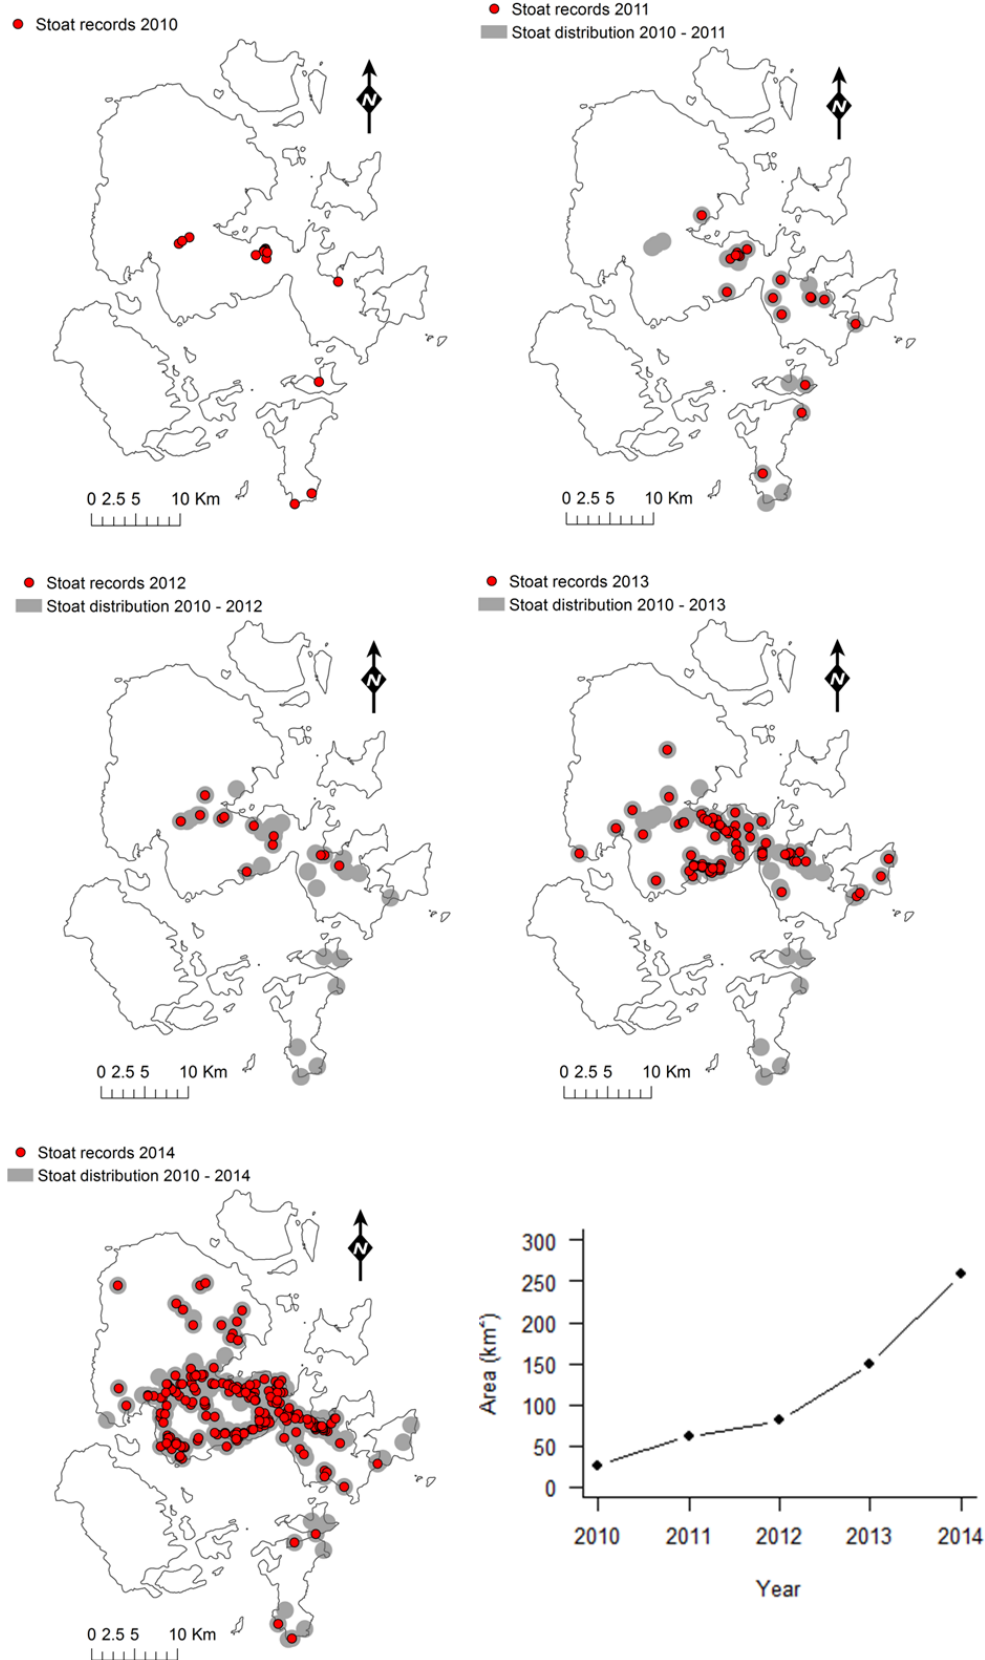 Stoat records 2010
N
0 2.5 5 10 Km
Stoat records 2011
Stoat distribution 2010 - 2011
N
0 2.5 5 10 Km
Stoat records 2012
Stoat distribution 2010 - 2012
N
0 2.5 5 10 Km
Stoat records 2013
Stoat distribution 2010 - 2013
N
0 2.5 5 10 Km
Stoat records 2014
Stoat distribution 2010 - 2014
N
0 2.5 5 10 Km
Area (km²)
300
250
200
150
100
50
0
2010 2011 2012 2013 2014
Year